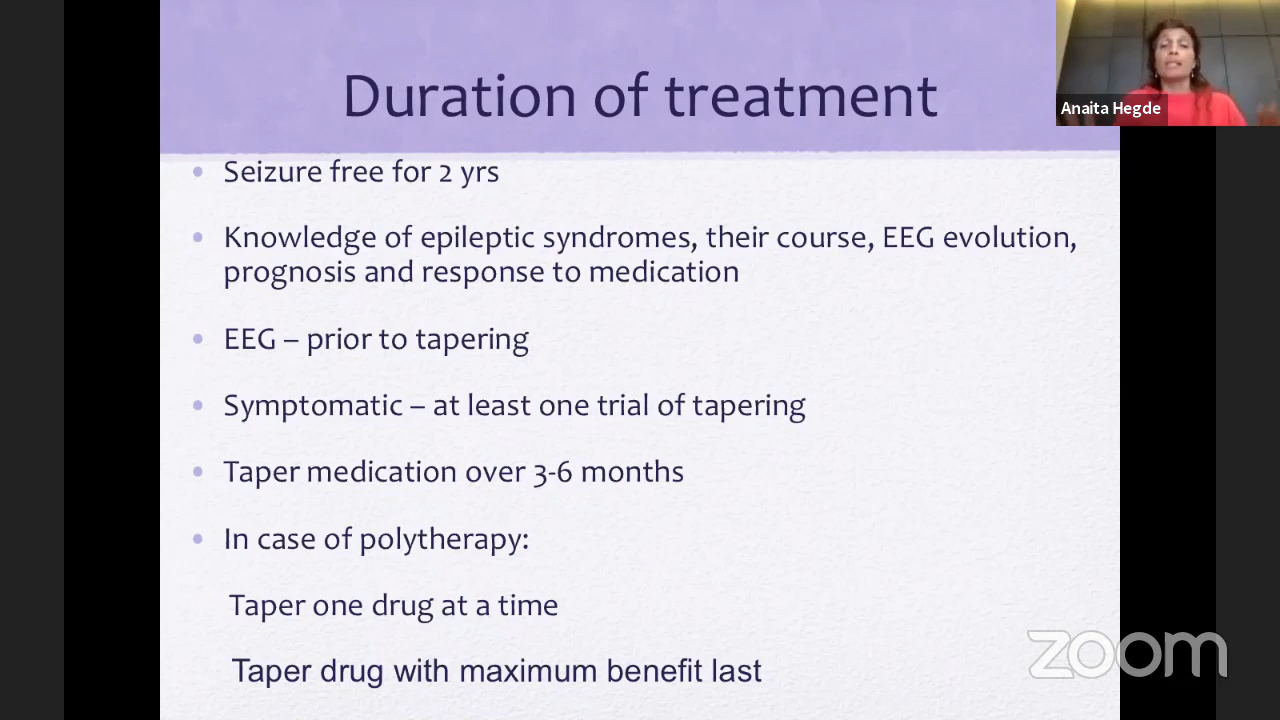 Duration of treatment
Anaita Hegde
• Seizure free for 2 yrs
• Knowledge of epileptic syndromes, their course, EEG evolution,
prognosis and response to medication
• EEG – prior to tapering
• Symptomatic – at least one trial of tapering
• Taper medication over 3-6 months
• In case of polytherapy:
Taper one drug at a time
Taper drug with maximum benefit last
zoom